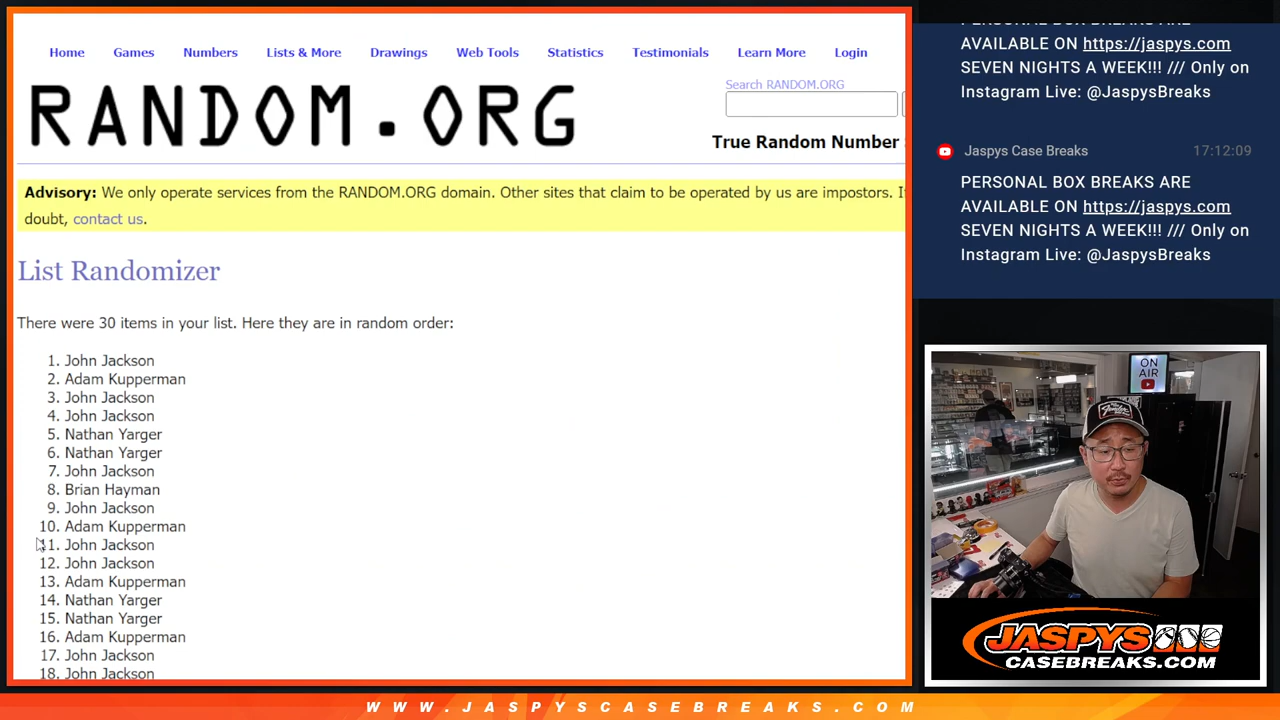 Home Games Numbers Lists & More Drawings Web Tools Statistics Testimonials Learn More Login
Search RANDOM.ORG
RANDOM.ORG
True Random Number
Advisory: We only operate services from the RANDOM.ORG domain. Other sites that claim to be operated by us are impostors. I
doubt, contact us.
List Randomizer
There were 30 items in your list. Here they are in random order:
1. John Jackson
2. Adam Kupperman
3. John Jackson
4. John Jackson
5. Nathan Yarger
6. Nathan Yarger
7. John Jackson
8. Brian Hayman
9. John Jackson
10. Adam Kupperman
11. John Jackson
12. John Jackson
13. Adam Kupperman
14. Nathan Yarger
15. Nathan Yarger
16. Adam Kupperman
17. John Jackson
18. John Jackson
PERSONAL BOX BREAKS ARE
AVAILABLE ON https://jaspys.com
SEVEN NIGHTS A WEEK!!! /// Only on
Instagram Live: @JaspysBreaks
Jaspys Case Breaks 17:12:09
PERSONAL BOX BREAKS ARE
AVAILABLE ON https://jaspys.com
SEVEN NIGHTS A WEEK!!! /// Only on
Instagram Live: @JaspysBreaks
ON
AIR
Fender
JASPYS
CASEBREAKS.COM
WWW.JASPYSCASEBREAKS.COM